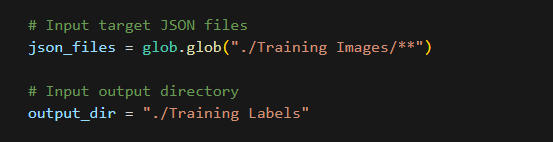 # Input target JSON files
json_files = glob.glob("./Training Images/**")
# Input output directory
output_dir = "./Training Labels"